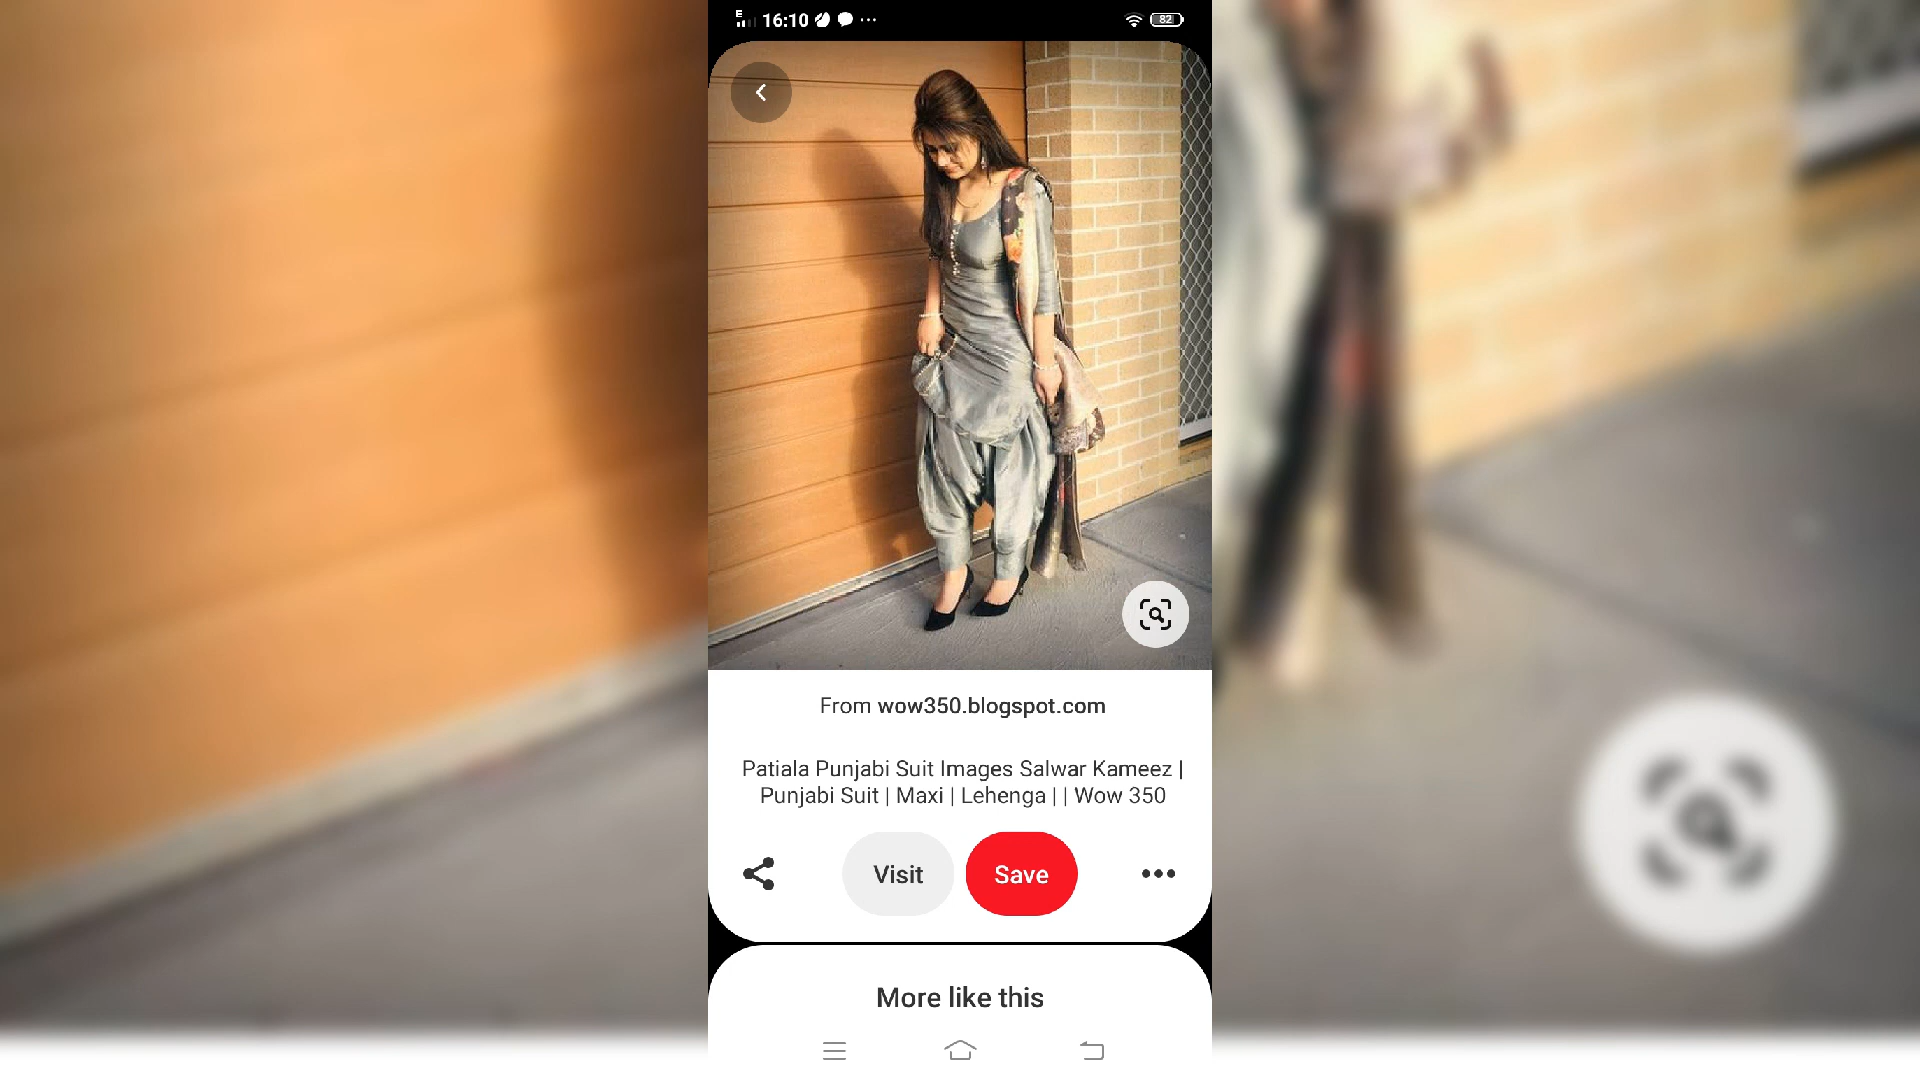 E 16:10 ...
82
From wow350.blogspot.com
Patiala Punjabi Suit Images Salwar Kameez |
Punjabi Suit | Maxi | Lehenga | | Wow 350
Visit
Save
More like this